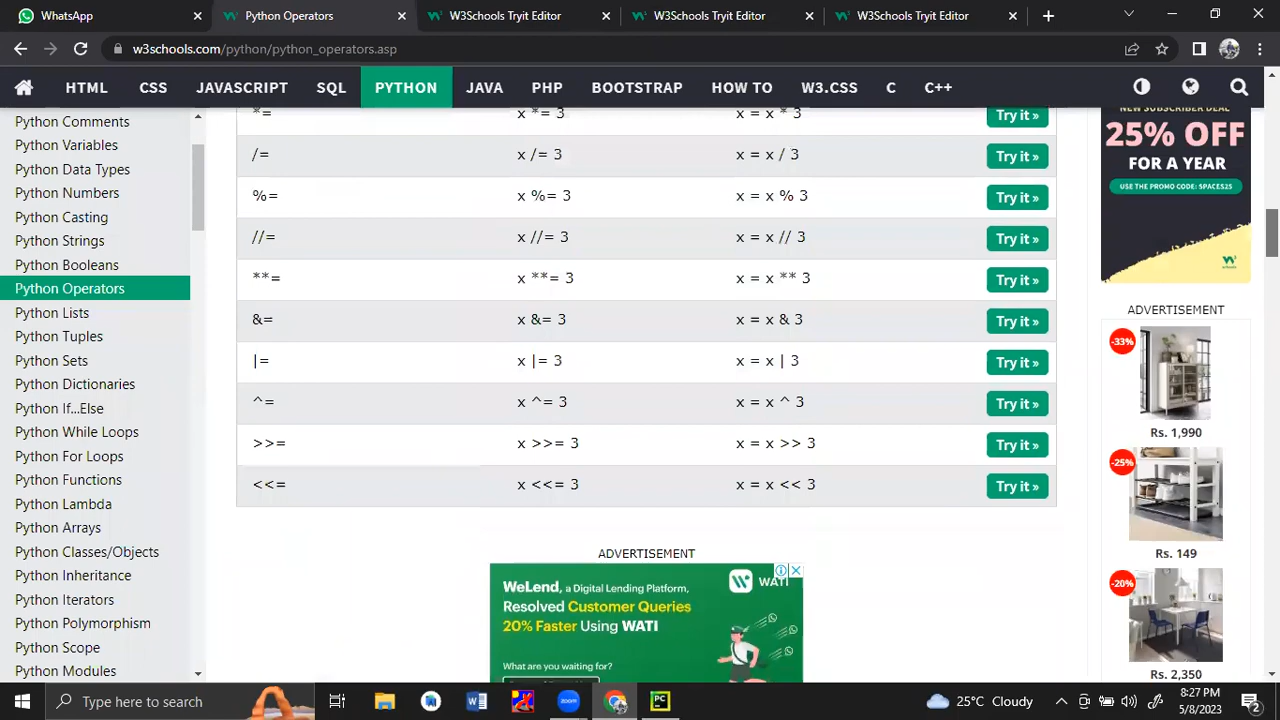 WhatsApp
Python Operators
W3Schools Tryit Editor
W3Schools Tryit Editor
W3Schools Tryit Editor
w3schools.com/python/python_operators.asp
HTML CSS JAVASCRIPT SQL PYTHON JAVA PHP BOOTSTRAP HOW TO W3.CSS C C++
Python Comments
Python Variables
Python Data Types
Python Numbers
Python Casting
Python Strings
Python Booleans
Python Operators
Python Lists
Python Tuples
Python Sets
Python Dictionaries
Python If...Else
Python While Loops
Python For Loops
Python Functions
Python Lambda
Python Arrays
Python Classes/Objects
Python Inheritance
Python Iterators
Python Polymorphism
Python Scope
Python Modules
*= x *= 3 x = x * 3 Try it »
/= x /= 3 x = x / 3 Try it »
%= x %= 3 x = x % 3 Try it »
//= x //= 3 x = x // 3 Try it »
**= x **= 3 x = x ** 3 Try it »
&= x &= 3 x = x & 3 Try it »
|= x |= 3 x = x | 3 Try it »
^= x ^= 3 x = x ^ 3 Try it »
>>= x >>= 3 x = x >> 3 Try it »
<<= x <<= 3 x = x << 3 Try it »
ADVERTISEMENT
WeLend, a Digital Lending Platform,
Resolved Customer Queries
20% Faster Using WATI
What are you waiting for?
WATI
NEW SUBSCRIBER DEAL
25% OFF
FOR A YEAR
USE THE PROMO CODE: SPACES25
ADVERTISEMENT
-33%
Rs. 1,990
-25%
Rs. 149
-20%
Rs. 2,350
Type here to search
zoom
25°C Cloudy
8:27 PM
5/8/2023
2